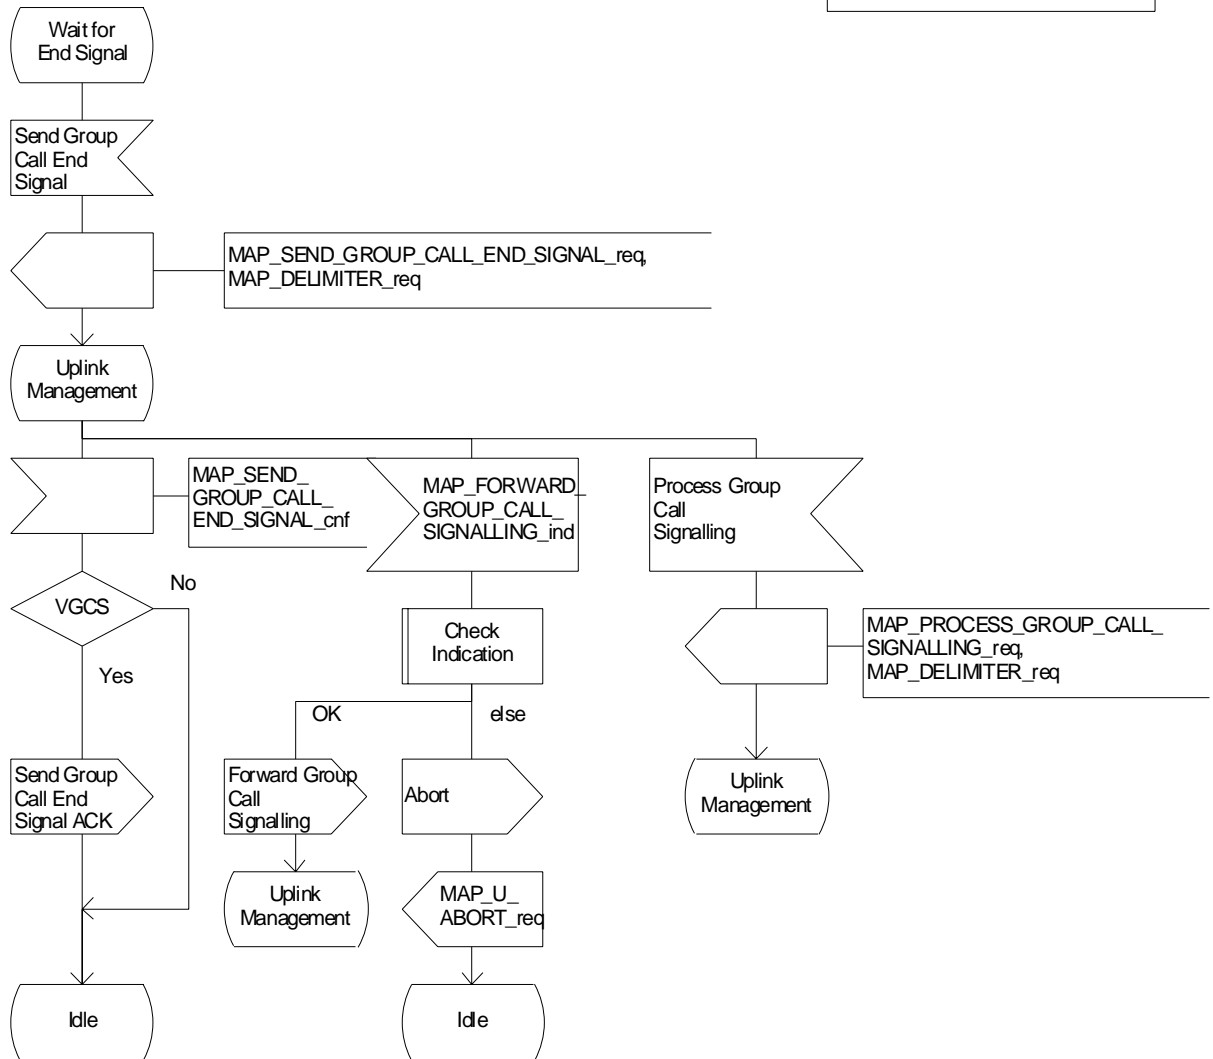 Wait for
End Signal
Send Group
Call End
Signal
MAP_SEND_GROUP_CALL_END_SIGNAL_req,
MAP_DELIMITER_req
Uplink
Management
MAP_SEND_
GROUP_CALL_
END_SIGNAL_cnf
MAP_FORWARD_
GROUP_CALL_
SIGNALLING_ind
Process Group
Call
Signalling
No
VGCS
Yes
Check
Indication
MAP_PROCESS_GROUP_CALL_
SIGNALLING_req,
MAP_DELIMITER_req
OK
else
Send Group
Call End
Signal ACK
Forward Group
Call
Signalling
Abort
Uplink
Management
Uplink
Management
MAP_U_
ABORT_req
Idle
Idle